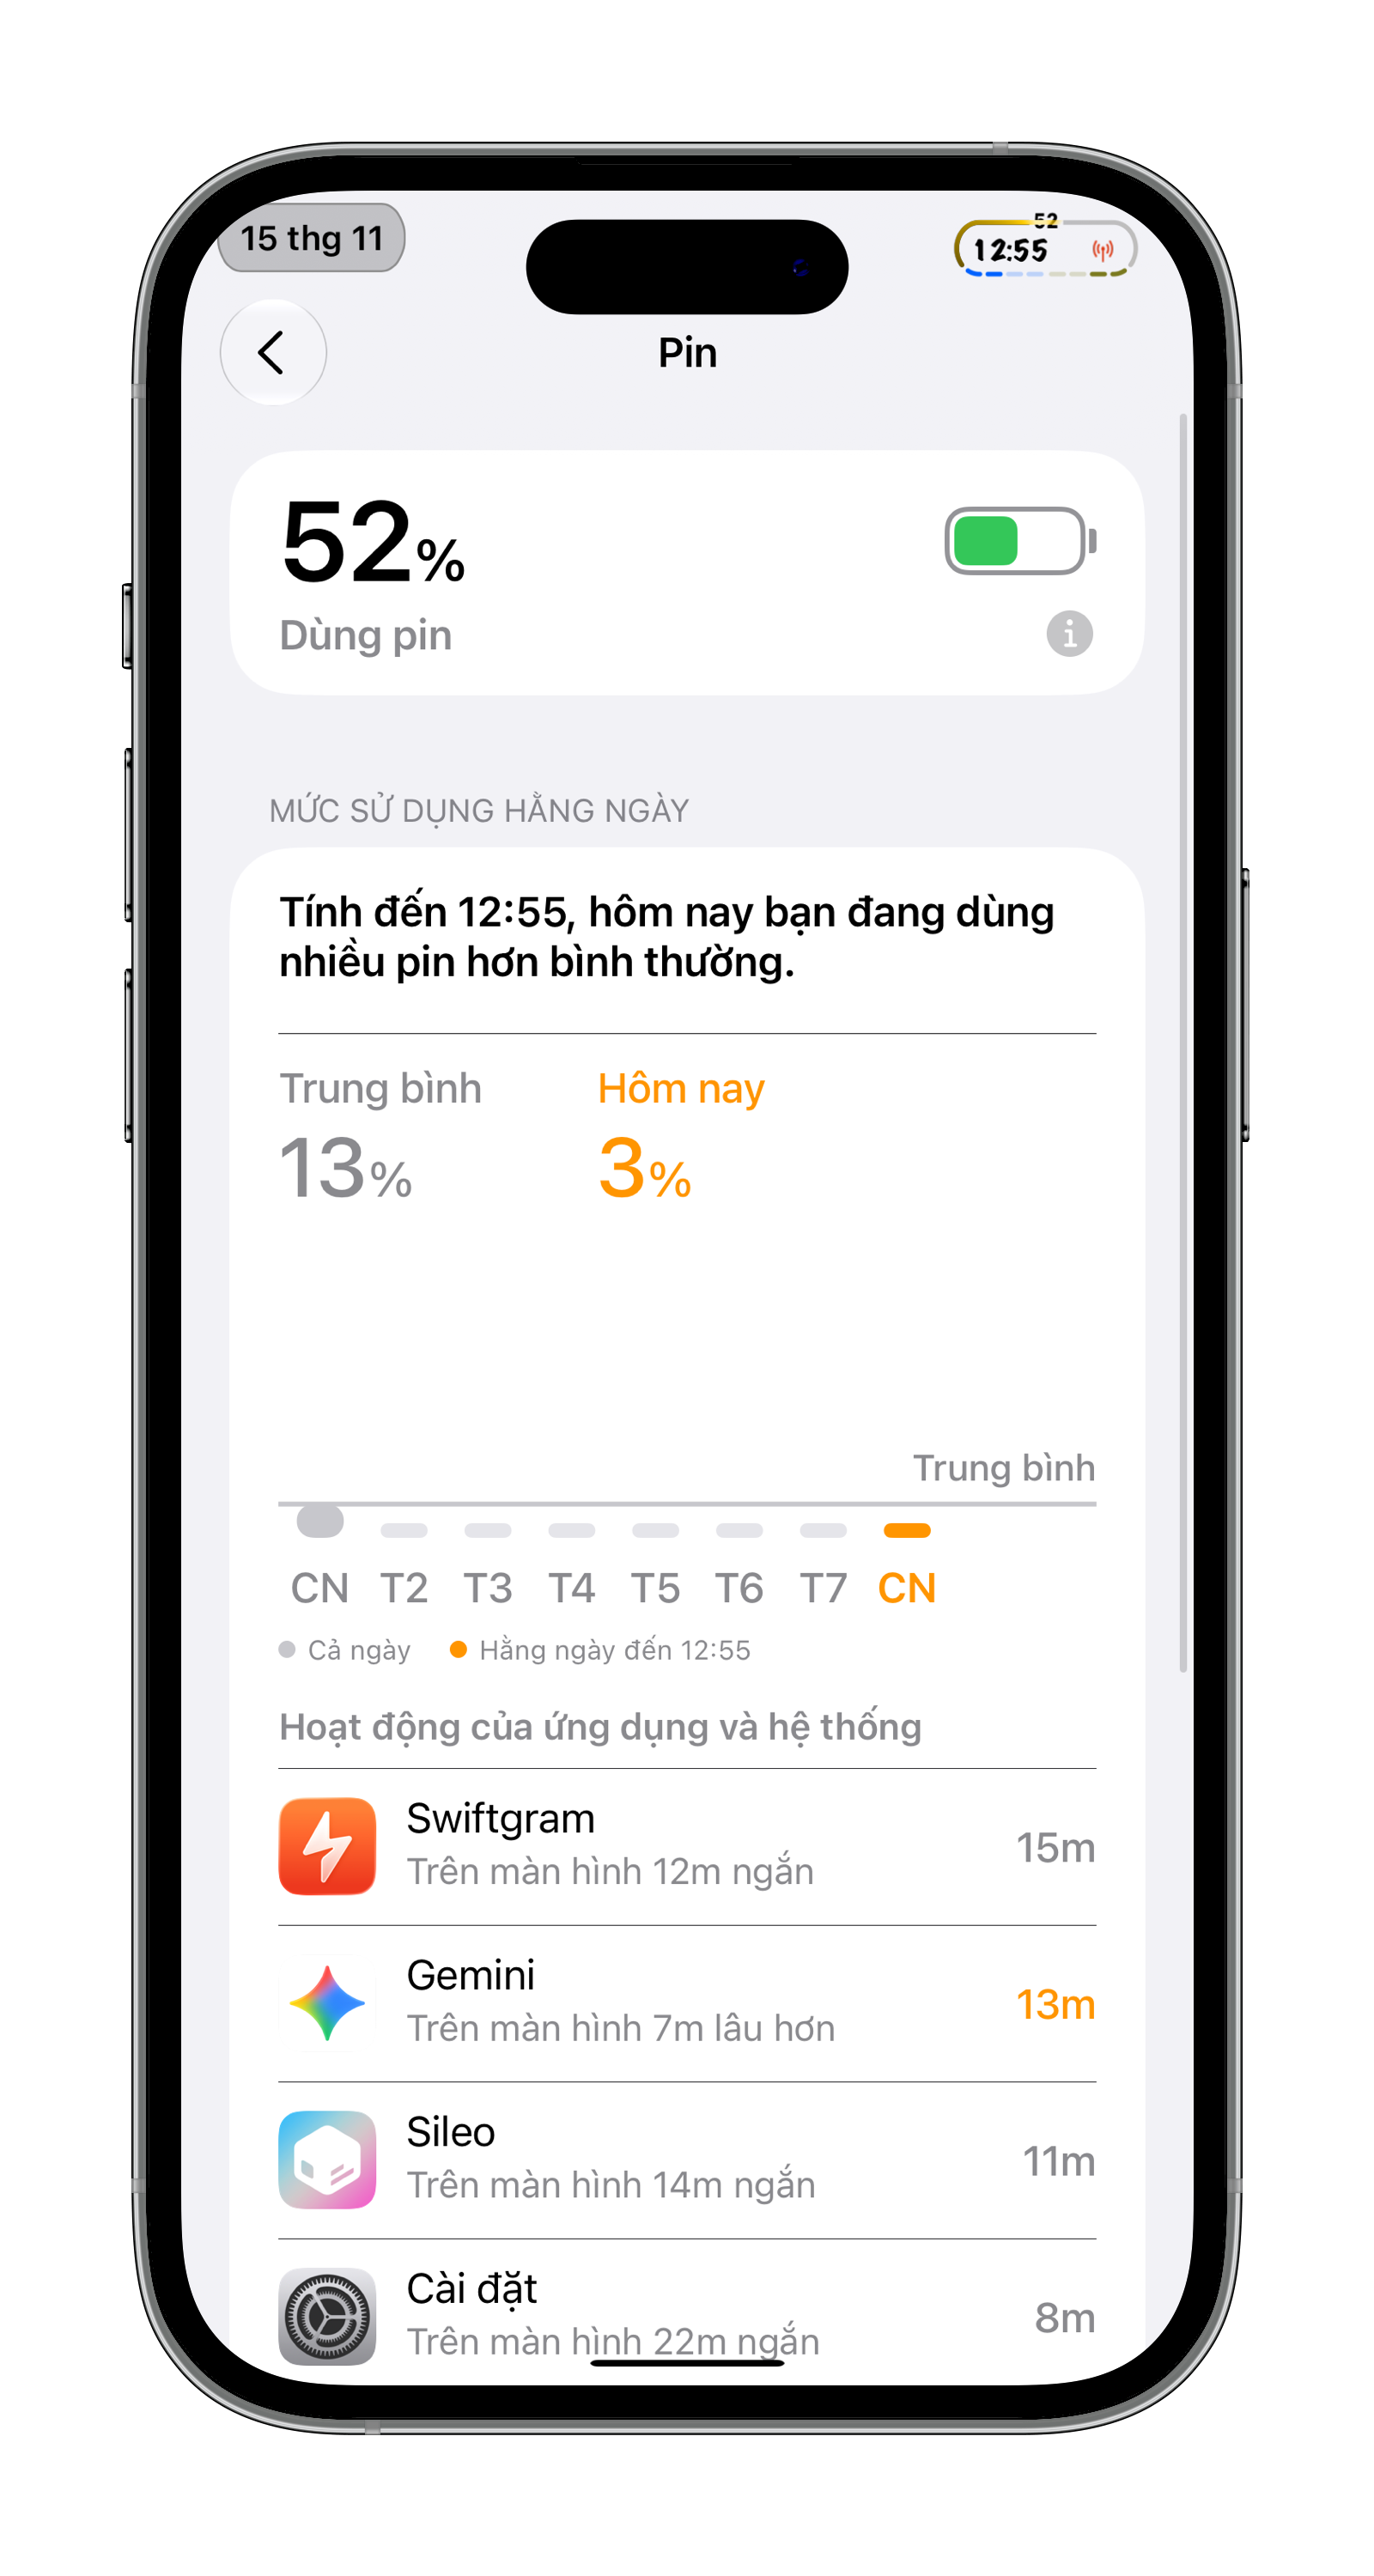 15 thg 11
52
12:55
Pin
52%
Dùng pin
MỨC SỬ DỤNG HẰNG NGÀY
Tính đến 12:55, hôm nay bạn đang dùng
nhiều pin hơn bình thường.
Trung bình
Hôm nay
13%
3%
Trung bình
CN T2 T3 T4 T5 T6 T7 CN
Cả ngày
Hằng ngày đến 12:55
Hoạt động của ứng dụng và hệ thống
Swiftgram
Trên màn hình 12m ngắn
15m
Gemini
Trên màn hình 7m lâu hơn
13m
Sileo
Trên màn hình 14m ngắn
11m
Cài đặt
Trên màn hình 22m ngắn
8m